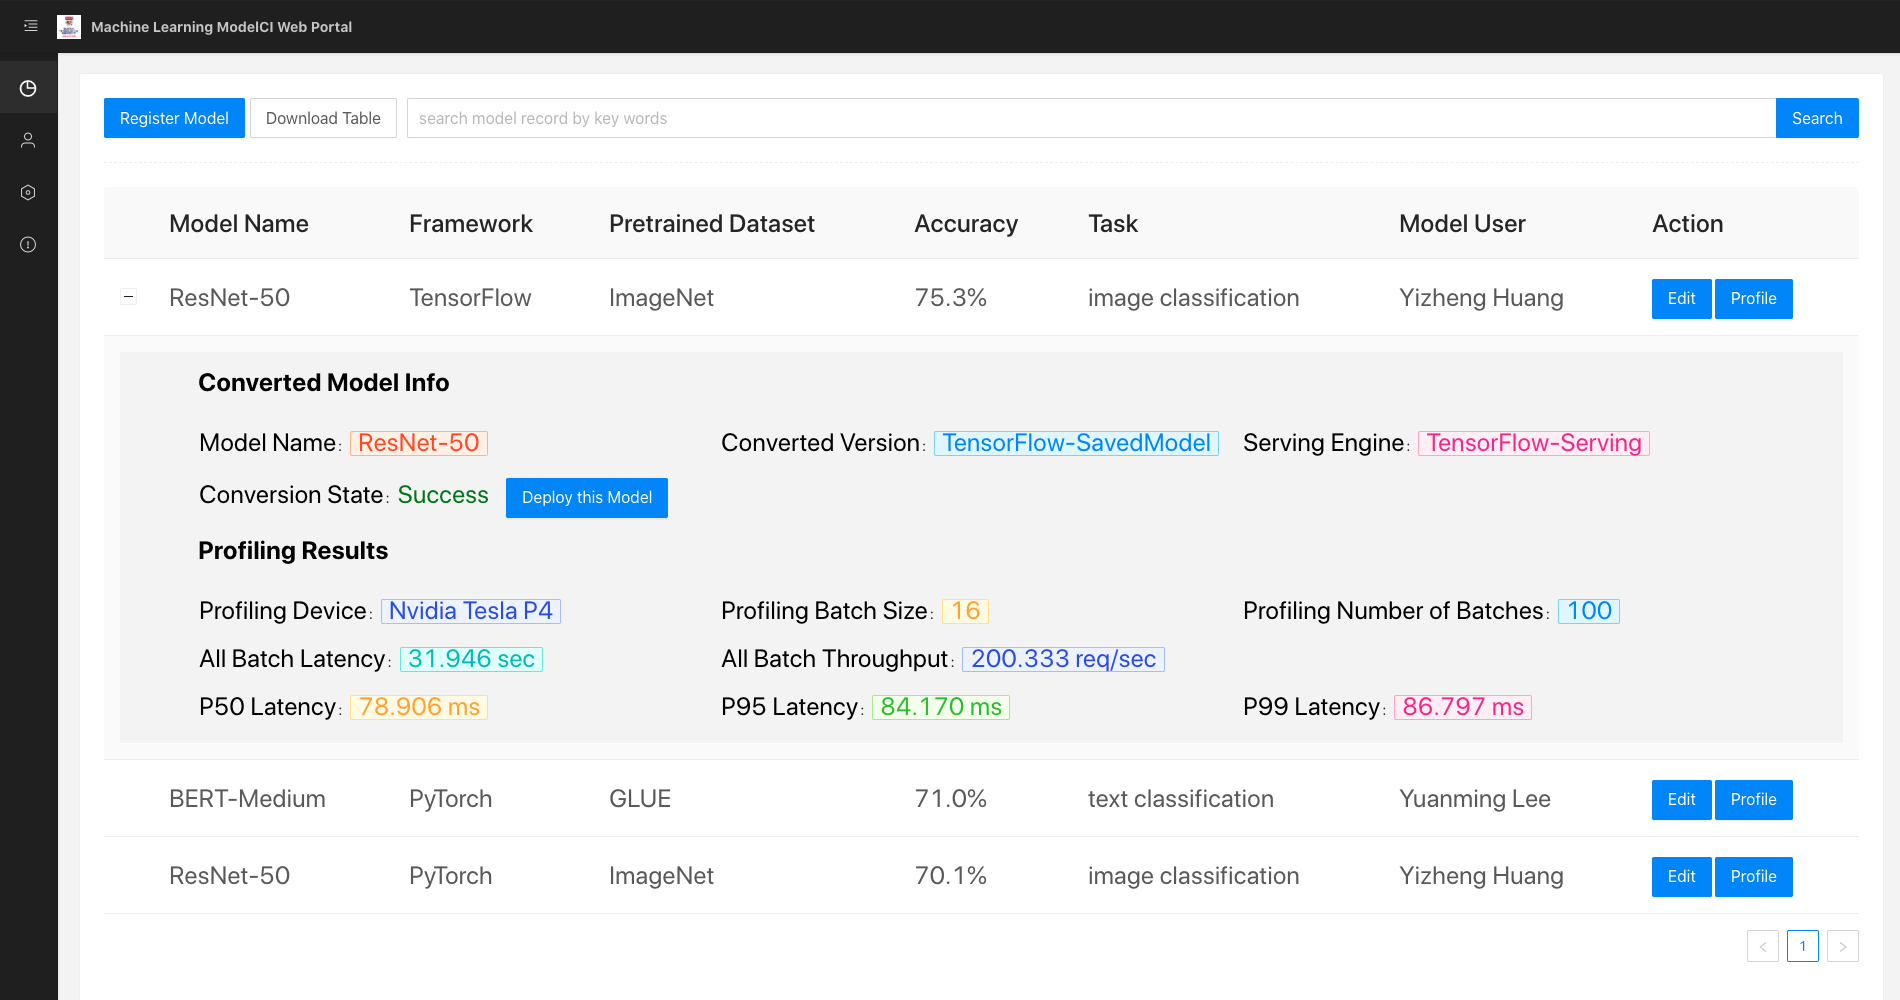 Machine Learning ModelCI Web Portal
Register Model Download Table search model record by key words Search
Model Name Framework Pretrained Dataset Accuracy Task Model User Action
ResNet-50 TensorFlow ImageNet 75.3% image classification Yizheng Huang Edit Profile
Converted Model Info
Model Name: ResNet-50 Converted Version: TensorFlow-SavedModel Serving Engine: TensorFlow-Serving
Conversion State: Success Deploy this Model
Profiling Results
Profiling Device: Nvidia Tesla P4 Profiling Batch Size: 16 Profiling Number of Batches: 100
All Batch Latency: 31.946 sec All Batch Throughput: 200.333 req/sec
P50 Latency: 78.906 ms P95 Latency: 84.170 ms P99 Latency: 86.797 ms
BERT-Medium PyTorch GLUE 71.0% text classification Yuanming Lee Edit Profile
ResNet-50 PyTorch ImageNet 70.1% image classification Yizheng Huang Edit Profile
< 1 >